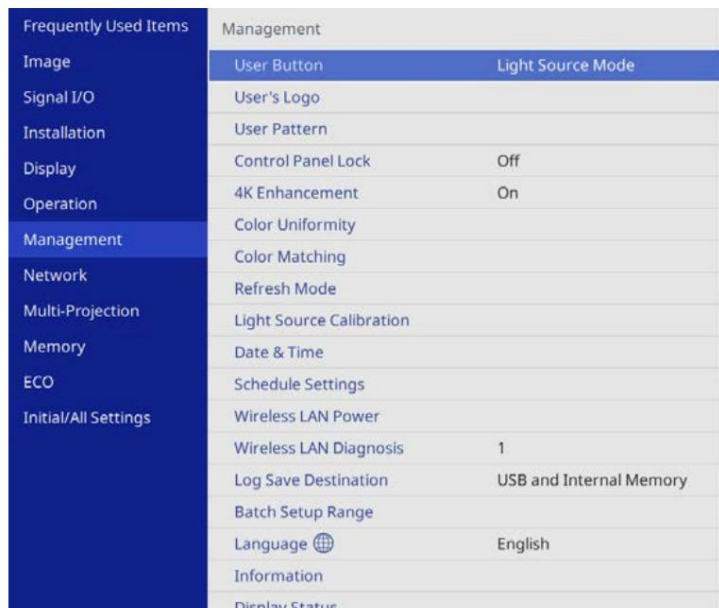 Frequently Used Items
Image
Signal I/O
Installation
Display
Operation
Management
Network
Multi-Projection
Memory
ECO
Initial/All Settings
Management
User Button Light Source Mode
User's Logo
User Pattern
Control Panel Lock Off
4K Enhancement On
Color Uniformity
Color Matching
Refresh Mode
Light Source Calibration
Date & Time
Schedule Settings
Wireless LAN Power
Wireless LAN Diagnosis 1
Log Save Destination USB and Internal Memory
Batch Setup Range
Language English
Information
Display Status